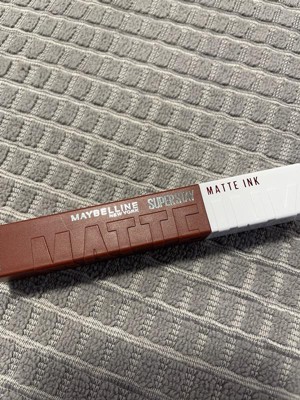 MAYBELLINE
NEW YORK
SUPERSTAY
MATTE INK
MATTE